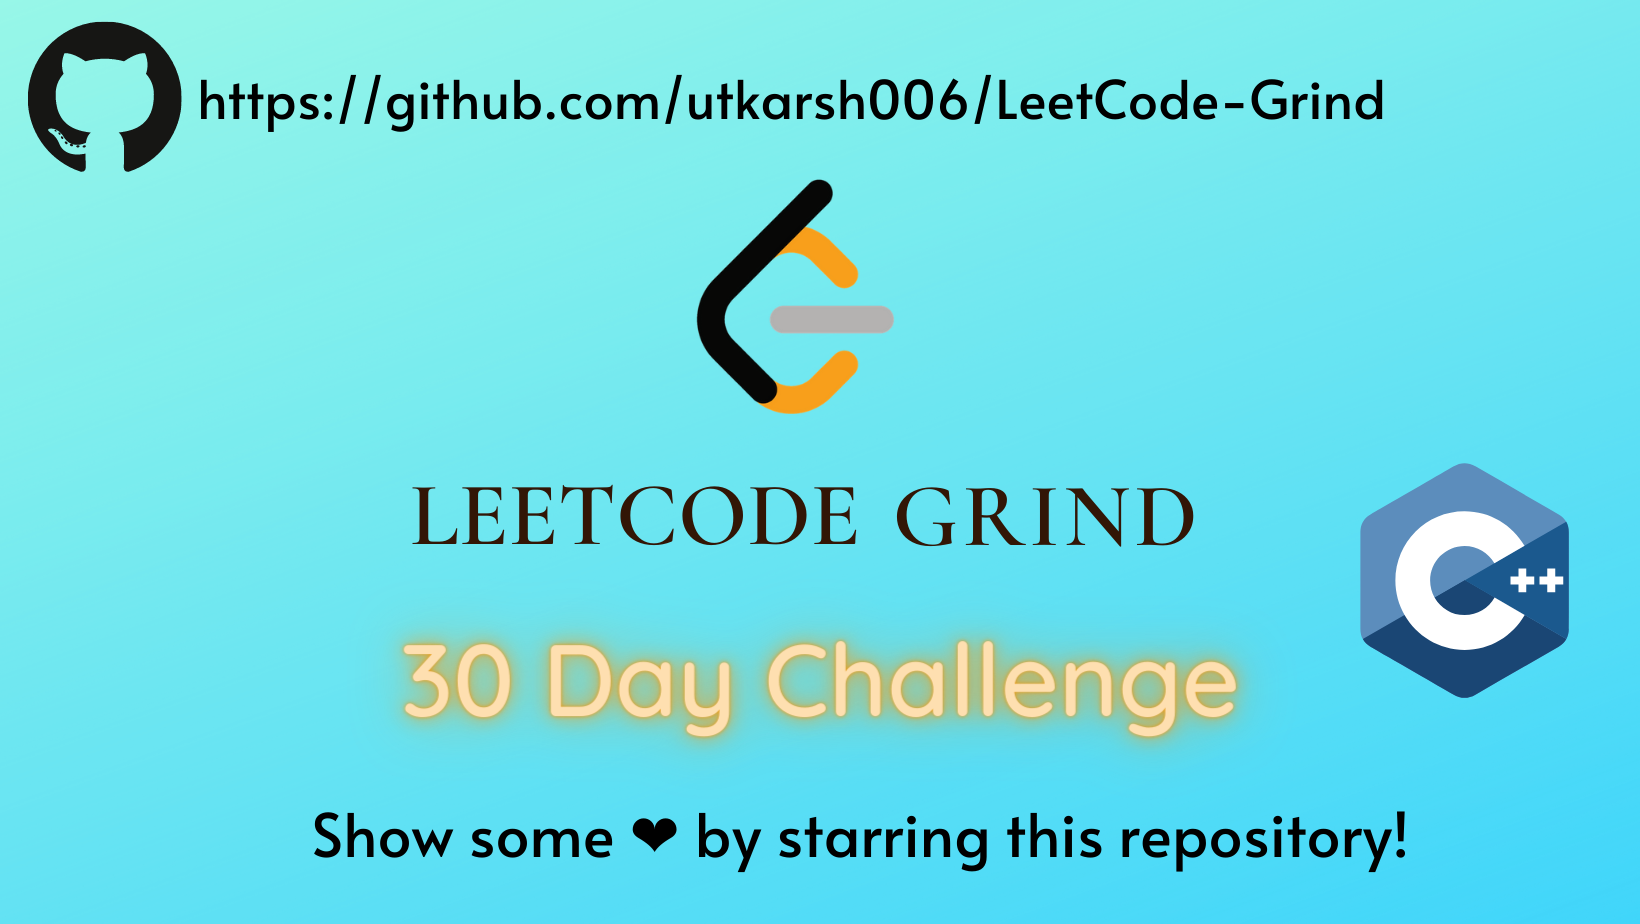 https://github.com/utkarsh006/LeetCode-Grind
LEETCODE GRIND
C++
30 Day Challenge
Show some ❤ by starring this repository!